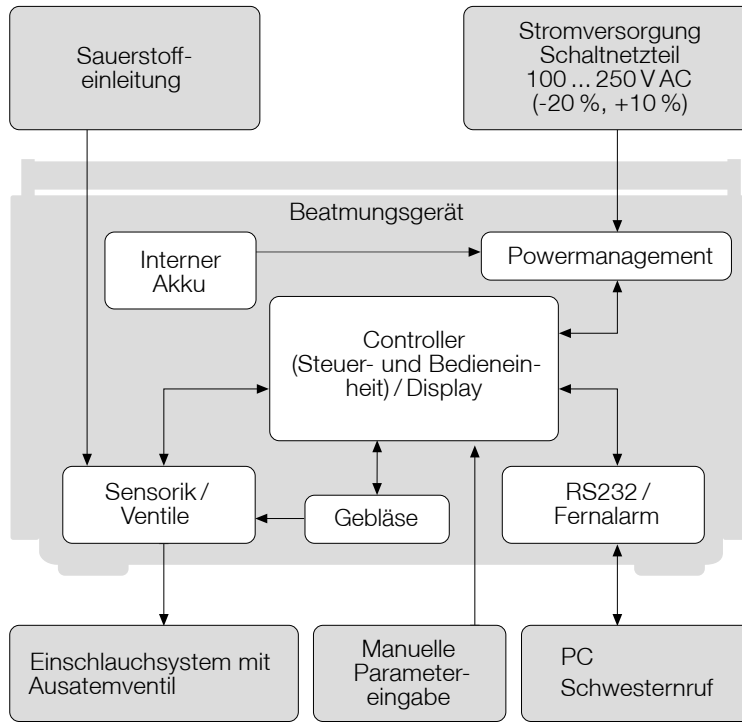 Sauerstoff-
einleitung
Stromversorgung
Schaltnetzteil
100 ... 250 V AC
(-20 %, +10 %)
Beatmungsgerät
Interner
Akku
Powermanagement
Controller
(Steuer- und Bedienein-
heit) / Display
Sensorik /
Ventile
Gebläse
RS232 /
Fernalarm
Einschlauchsystem mit
Ausatemventil
Manuelle
Parameter-
eingabe
PC
Schwesternruf